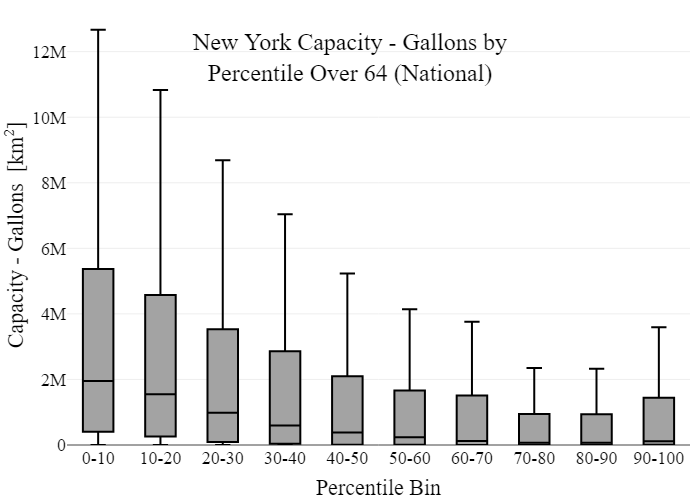 New York Capacity - Gallons by
Percentile Over 64 (National)
Capacity - Gallons [km²]
12M
10M
8M
6M
4M
2M
0
0-10 10-20 20-30 30-40 40-50 50-60 60-70 70-80 80-90 90-100
Percentile Bin